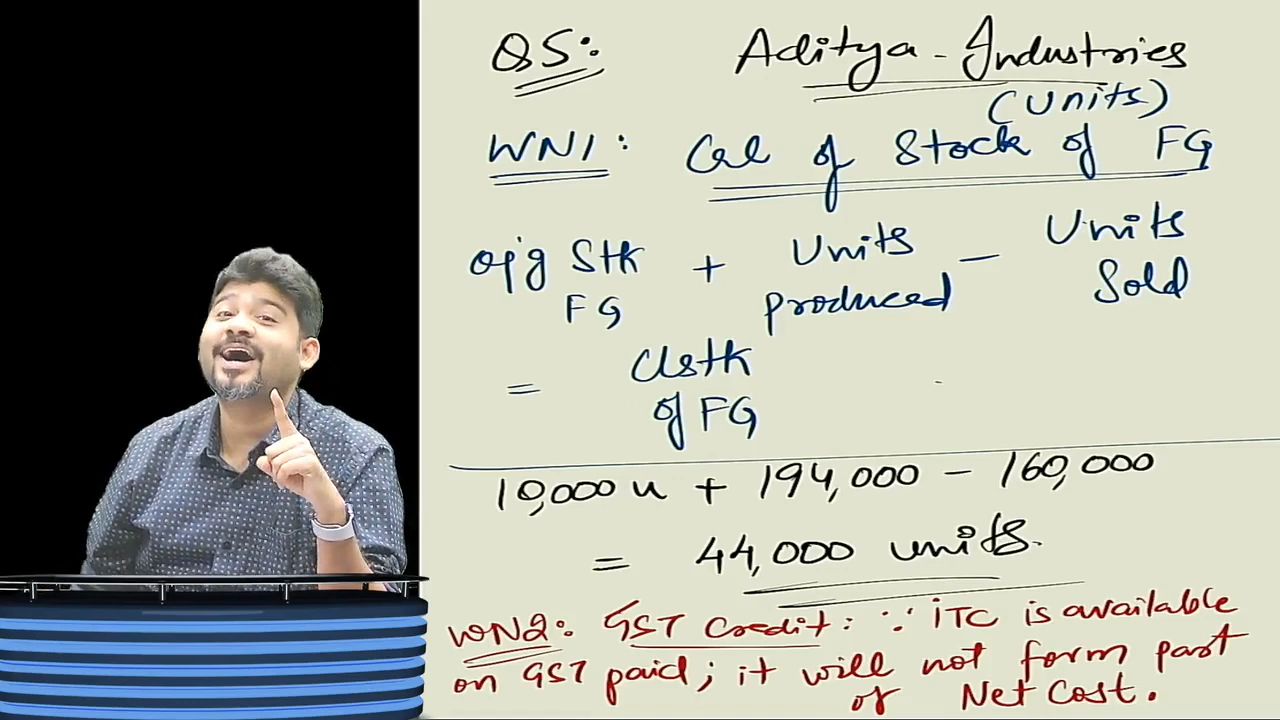 Q5: Aditya - Industries
(Units)
WN1: Cal of Stock of FG
op'g Stk FG + Units produced - Units Sold
= Clstk of FG
10,000 u + 194,000 - 160,000
= 44,000 units.
WN2: GST Credit: ∵ ITC is available
on GST paid; it will not form part
of Net Cost.